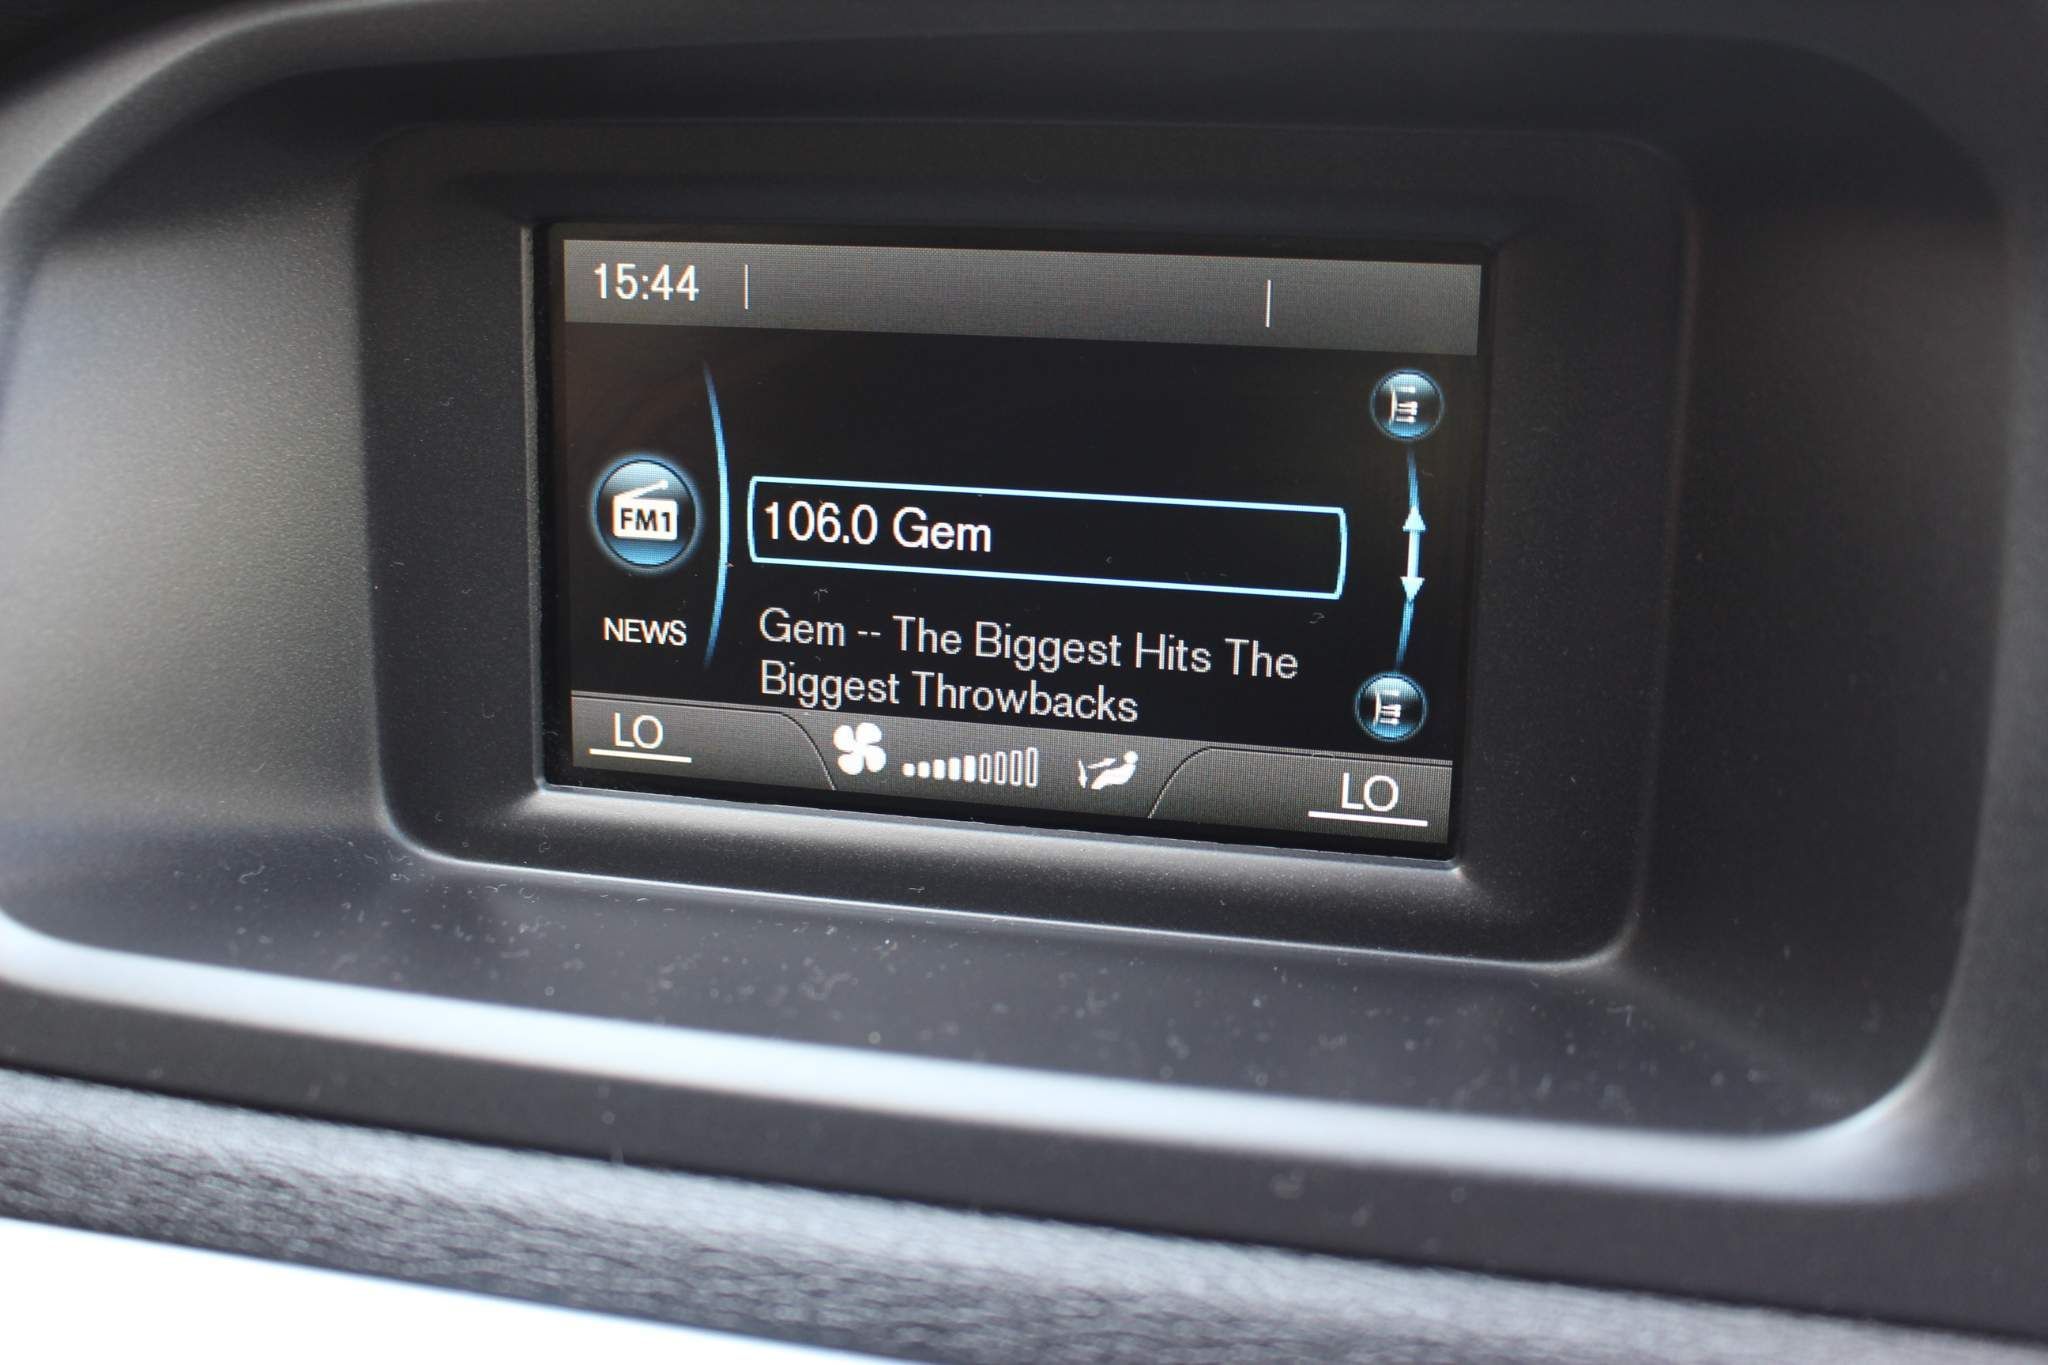 15:44
FM1
106.0 Gem
NEWS
Gem -- The Biggest Hits The
Biggest Throwbacks
LO
LO